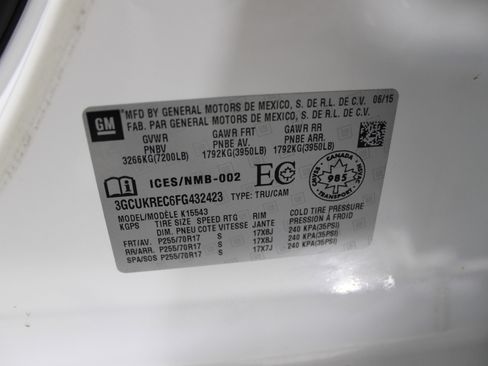 GM
MFD BY GENERAL MOTORS DE MEXICO, S. DE R.L. DE C.V. 06/15
FAB. PAR GENERAL MOTORS DE MEXICO, S. DE R.L. DE C.V.
GVWR GAWR FRT GAWR RR
PNBV PNBE AV. PNBE ARR.
3266KG(7200LB) 1792KG(3950LB) 1792KG(3950LB)
ICES/NMB-002 EC CANADA 985 TRANSPORT
3GCUKREC6FG432423 TYPE: TRU/CAM
MODEL/MODÈLE K15543
KGPS TIRE SIZE SPEED RTG RIM COLD TIRE PRESSURE
DIM. PNEU COTE VITESSE JANTE PRESSION À FROID
FRT/AV. P255/70R17 S 17X8J 240 KPA(35PSI)
RR/ARR. P255/70R17 S 17X8J 240 KPA(35PSI)
SPA/SOS P255/70R17 S 17X7J 240 KPA(35PSI)